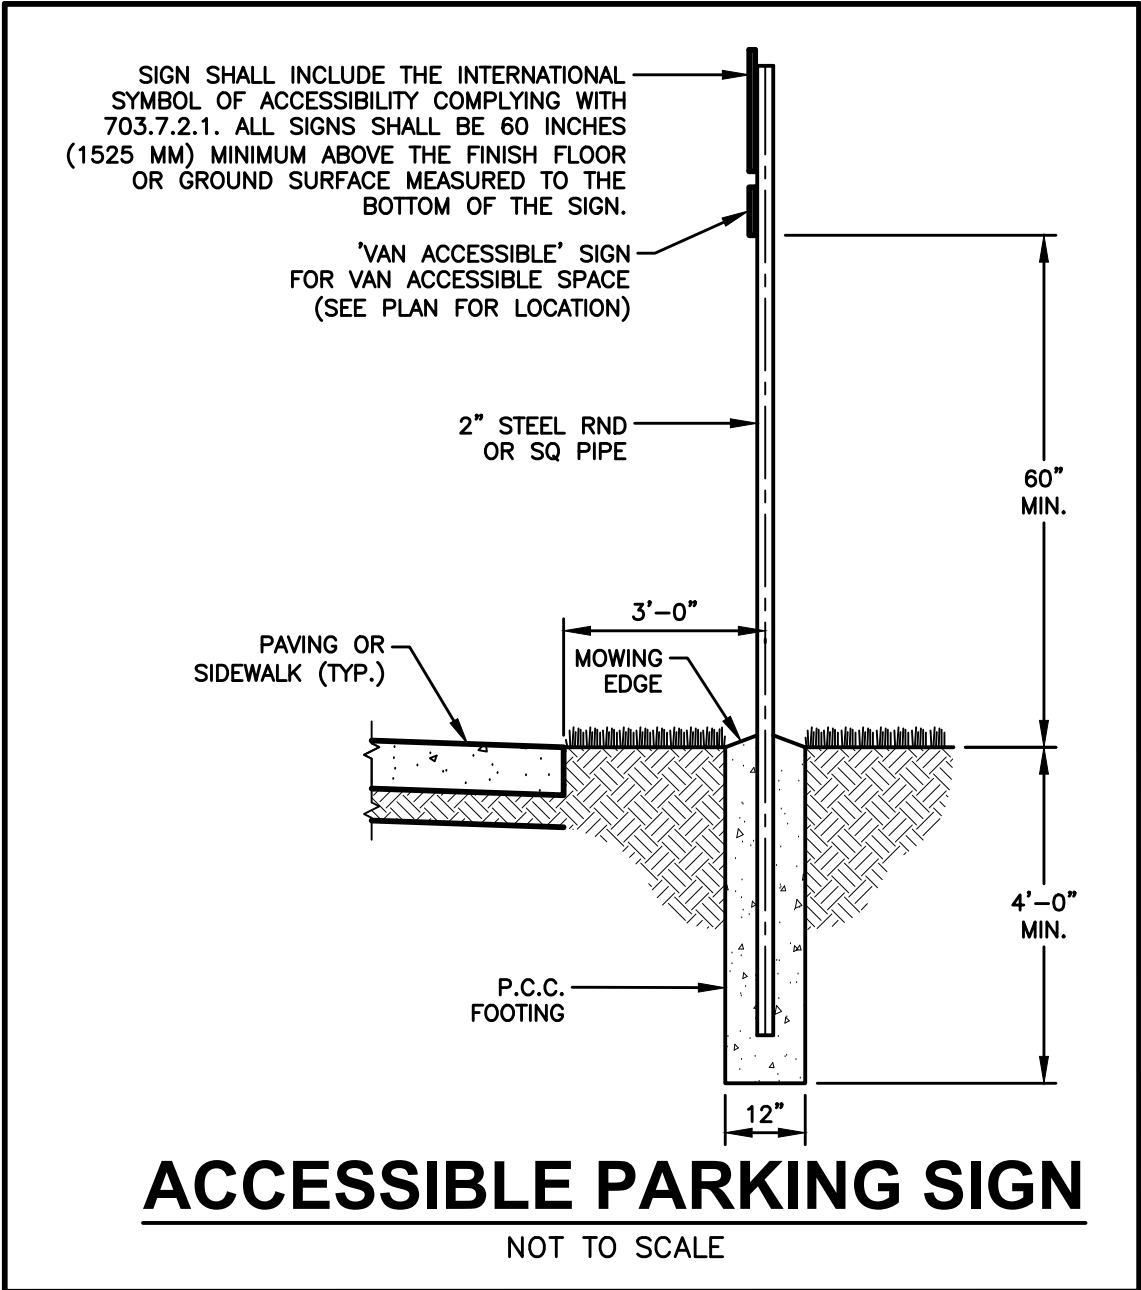 SIGN SHALL INCLUDE THE INTERNATIONAL
SYMBOL OF ACCESSIBILITY COMPLYING WITH
703.7.2.1. ALL SIGNS SHALL BE 60 INCHES
(1525 MM) MINIMUM ABOVE THE FINISH FLOOR
OR GROUND SURFACE MEASURED TO THE
BOTTOM OF THE SIGN.
'VAN ACCESSIBLE' SIGN
FOR VAN ACCESSIBLE SPACE
(SEE PLAN FOR LOCATION)
2" STEEL RND
OR SQ PIPE
60"
MIN.
3'-0"
PAVING OR
SIDEWALK (TYP.)
MOWING
EDGE
4'-0"
MIN.
P.C.C.
FOOTING
12"
ACCESSIBLE PARKING SIGN
NOT TO SCALE